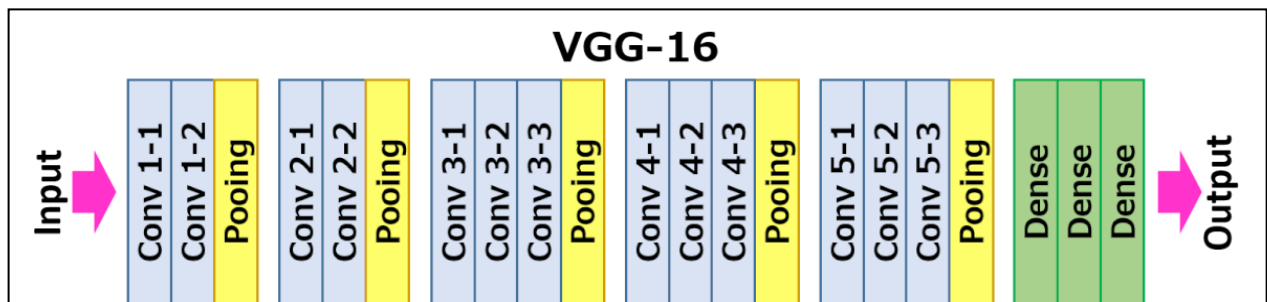 VGG-16
Input
Conv 1-1
Conv 1-2
Pooing
Conv 2-1
Conv 2-2
Pooing
Conv 3-1
Conv 3-2
Conv 3-3
Pooing
Conv 4-1
Conv 4-2
Conv 4-3
Pooing
Conv 5-1
Conv 5-2
Conv 5-3
Pooing
Dense
Dense
Dense
Output